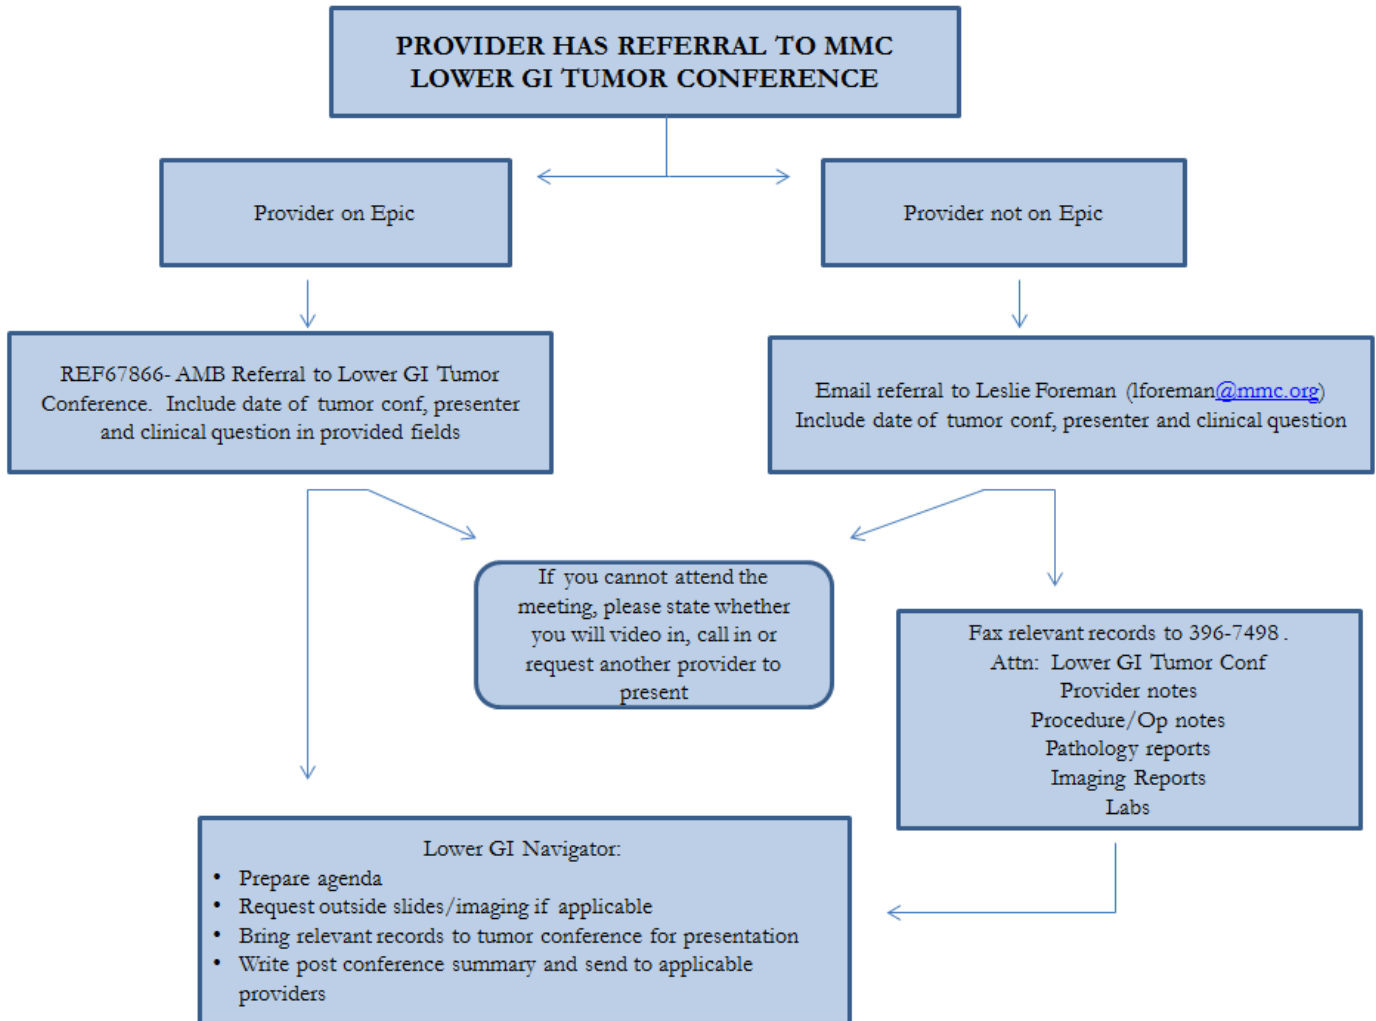 PROVIDER HAS REFERRAL TO MMC
LOWER GI TUMOR CONFERENCE
Provider on Epic
Provider not on Epic
REF67866- AMB Referral to Lower GI Tumor
Conference. Include date of tumor conf, presenter
and clinical question in provided fields
Email referral to Leslie Foreman (lforeman@mmc.org)
Include date of tumor conf, presenter and clinical question
If you cannot attend the
meeting, please state whether
you will video in, call in or
request another provider to
present
Fax relevant records to 396-7498 .
Attn: Lower GI Tumor Conf
Provider notes
Procedure/Op notes
Pathology reports
Imaging Reports
Labs
Lower GI Navigator:
• Prepare agenda
• Request outside slides/imaging if applicable
• Bring relevant records to tumor conference for presentation
• Write post conference summary and send to applicable
providers